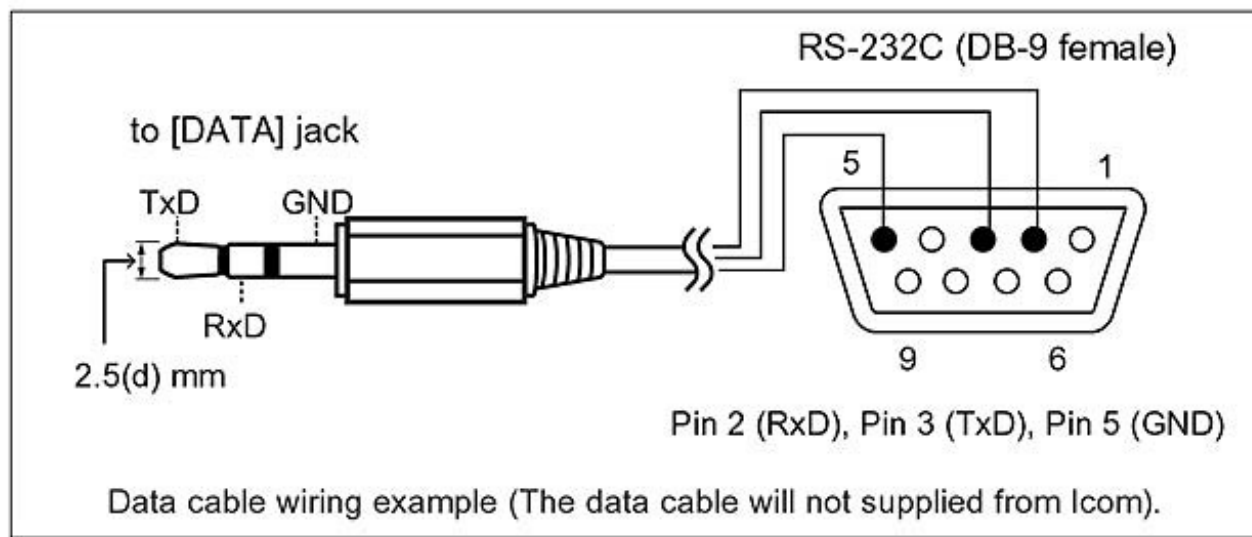 RS-232C (DB-9 female)
to [DATA] jack
TxD
GND
5
1
RxD
2.5(d) mm
9
6
Pin 2 (RxD), Pin 3 (TxD), Pin 5 (GND)
Data cable wiring example (The data cable will not supplied from Icom).